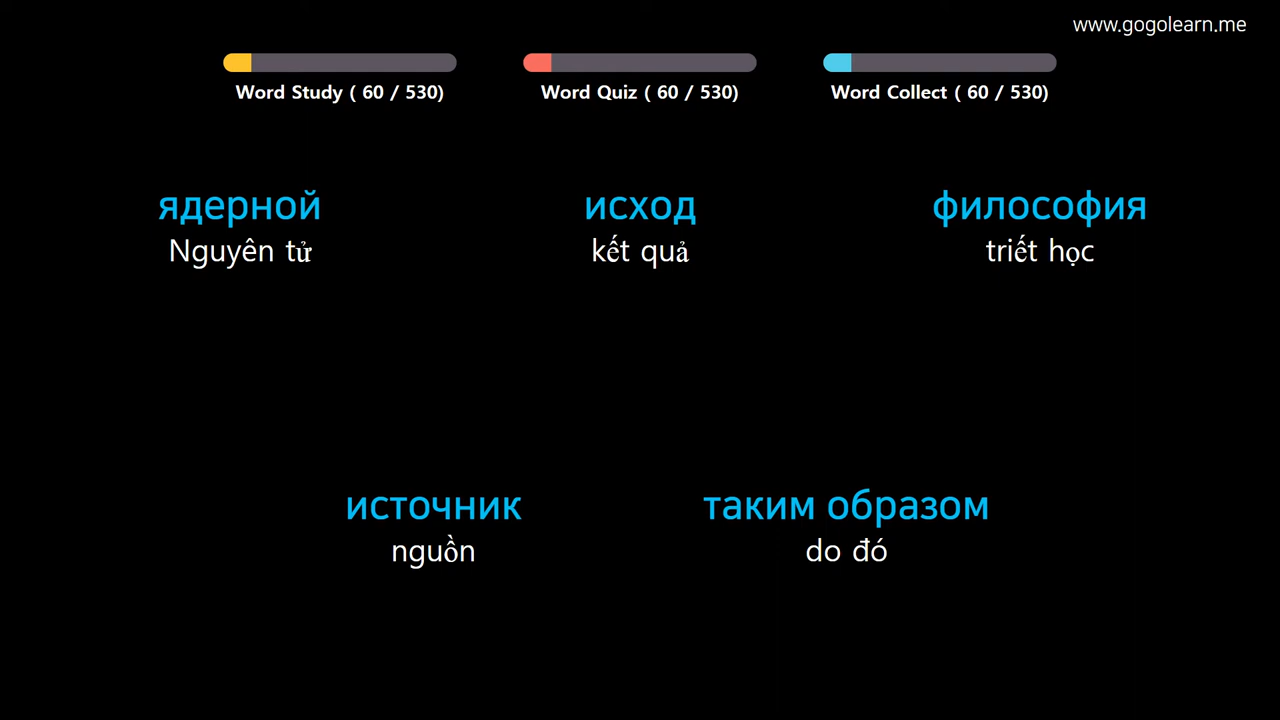 www.gogolearn.me
Word Study ( 60 / 530)
Word Quiz ( 60 / 530)
Word Collect ( 60 / 530)
ядерной
Nguyên tử
исход
kết quả
философия
triết học
источник
nguồn
таким образом
do đó